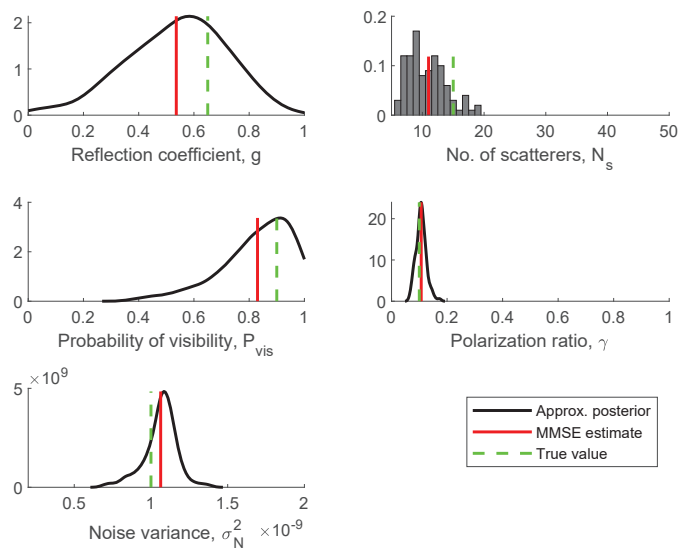 2
1
0
0 0.2 0.4 0.6 0.8 1
Reflection coefficient, g
0.2
0.1
0
10 20 30 40 50
No. of scatterers, N_s
4
2
0
0 0.2 0.4 0.6 0.8 1
Probability of visibility, P_vis
20
10
0
0 0.2 0.4 0.6 0.8 1
Polarization ratio, γ
×10^9
5
0
0.5 1 1.5 2
Noise variance, σ_N^2 ×10^-9
Approx. posterior
MMSE estimate
True value